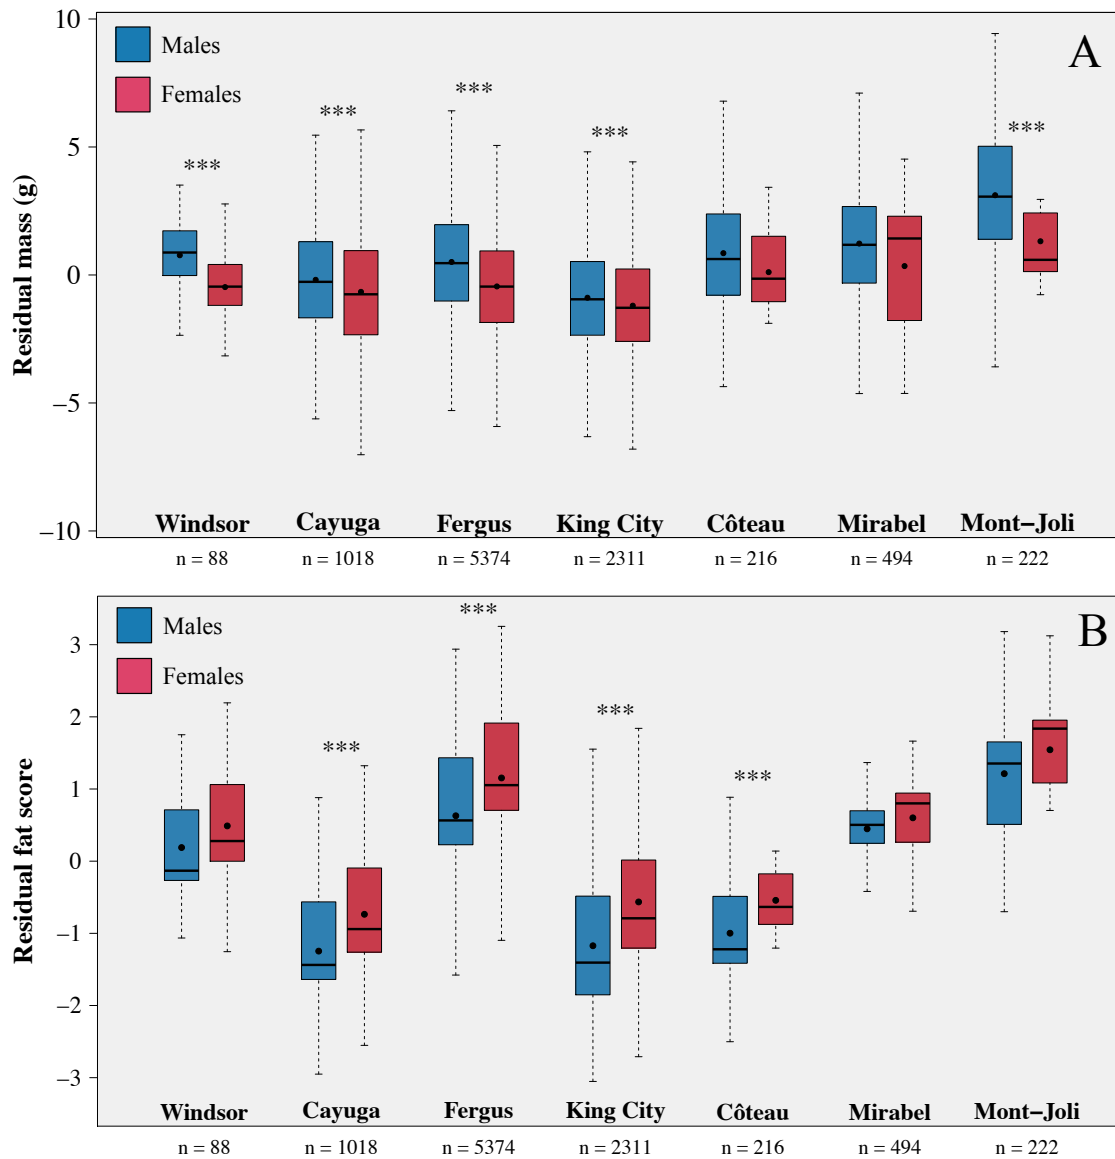 A
Males
Females
Residual mass (g)
10
5
0
−5
−10
*** *** *** *** ***
Windsor Cayuga Fergus King City Côteau Mirabel Mont−Joli
n = 88 n = 1018 n = 5374 n = 2311 n = 216 n = 494 n = 222
B
Males
Females
Residual fat score
3
2
1
0
−1
−2
−3
*** *** *** ***
Windsor Cayuga Fergus King City Côteau Mirabel Mont−Joli
n = 88 n = 1018 n = 5374 n = 2311 n = 216 n = 494 n = 222